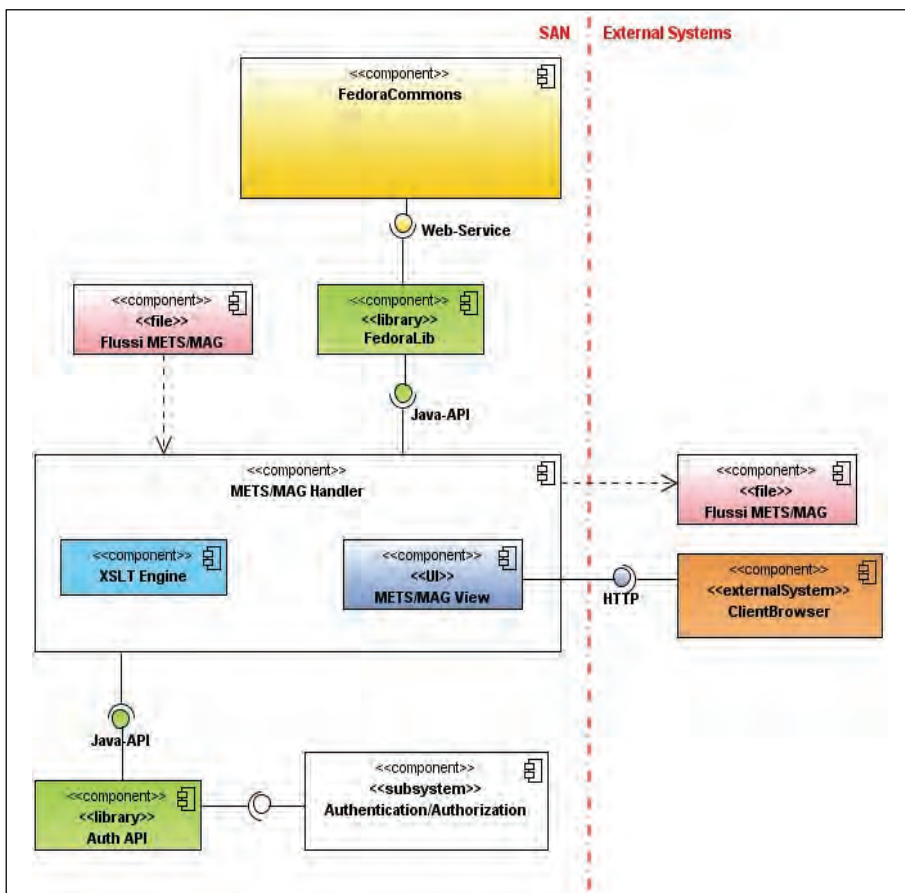 SAN
External Systems
<<component>>
FedoraCommons
Web-Service
<<component>>
<<file>>
Flussi METS/MAG
<<component>>
<<library>>
FedoraLib
Java-API
<<component>>
METS/MAG Handler
<<component>>
<<file>>
Flussi METS/MAG
<<component>>
XSLT Engine
<<component>>
<<UI>>
METS/MAG View
HTTP
<<component>>
<<externalSystem>>
ClientBrowser
Java-API
<<component>>
<<library>>
Auth API
<<component>>
<<subsystem>>
Authentication/Authorization